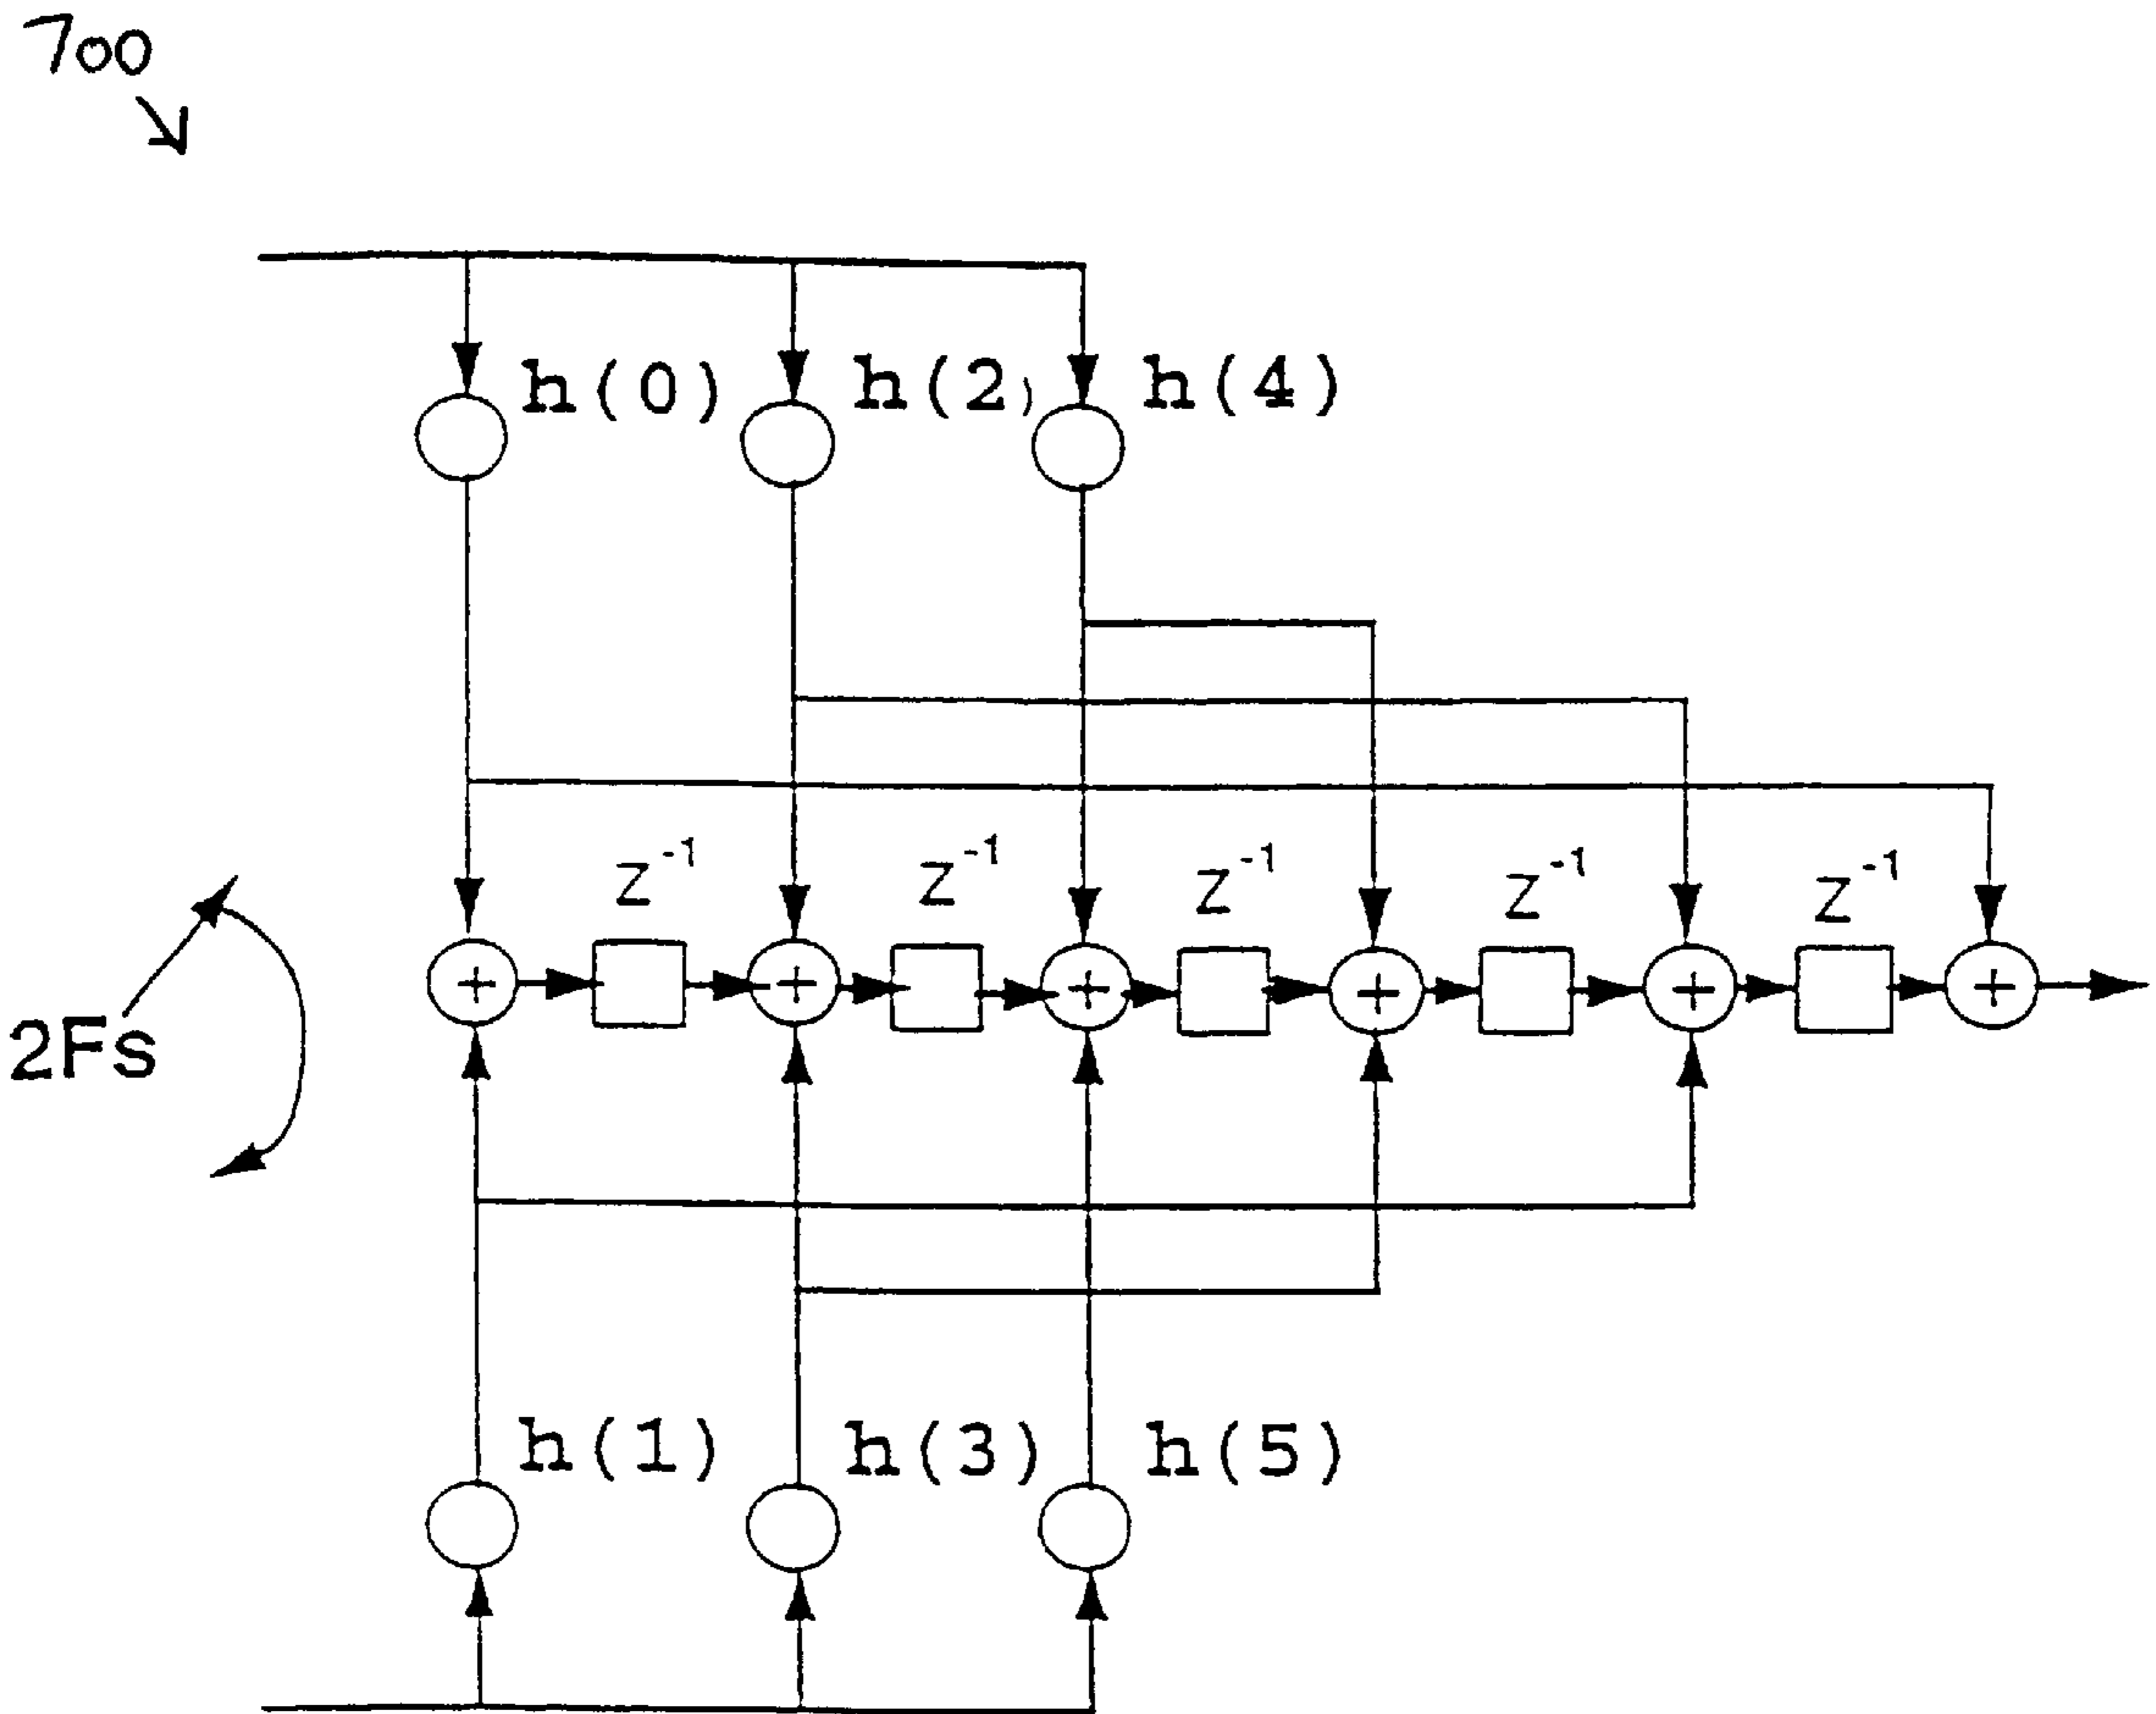 700
h(0) h(2) h(4)
z⁻¹ z⁻¹ z⁻¹ z⁻¹ z⁻¹
+ + + + + +
2Fs
h(1) h(3) h(5)